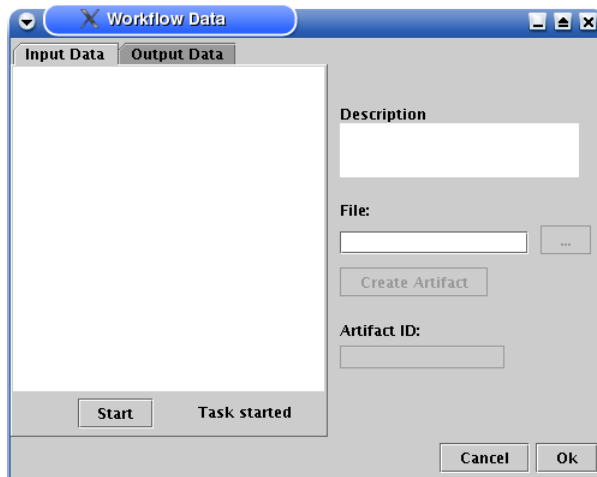 Workflow Data
Input Data Output Data
Description
File:
...
Create Artifact
Artifact ID:
Start Task started
Cancel Ok